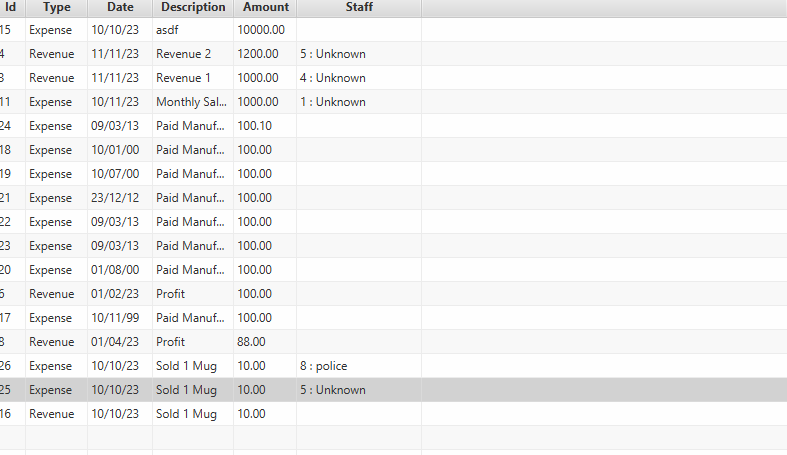 Id Type Date Description Amount Staff
15 Expense 10/10/23 asdf 10000.00
4 Revenue 11/11/23 Revenue 2 1200.00 5 : Unknown
3 Revenue 11/11/23 Revenue 1 1000.00 4 : Unknown
11 Expense 10/11/23 Monthly Sal... 1000.00 1 : Unknown
24 Expense 09/03/13 Paid Manuf... 100.10
18 Expense 10/01/00 Paid Manuf... 100.00
19 Expense 10/07/00 Paid Manuf... 100.00
21 Expense 23/12/12 Paid Manuf... 100.00
22 Expense 09/03/13 Paid Manuf... 100.00
23 Expense 09/03/13 Paid Manuf... 100.00
20 Expense 01/08/00 Paid Manuf... 100.00
6 Revenue 01/02/23 Profit 100.00
17 Expense 10/11/99 Paid Manuf... 100.00
8 Revenue 01/04/23 Profit 88.00
26 Expense 10/10/23 Sold 1 Mug 10.00 8 : police
25 Expense 10/10/23 Sold 1 Mug 10.00 5 : Unknown
16 Revenue 10/10/23 Sold 1 Mug 10.00